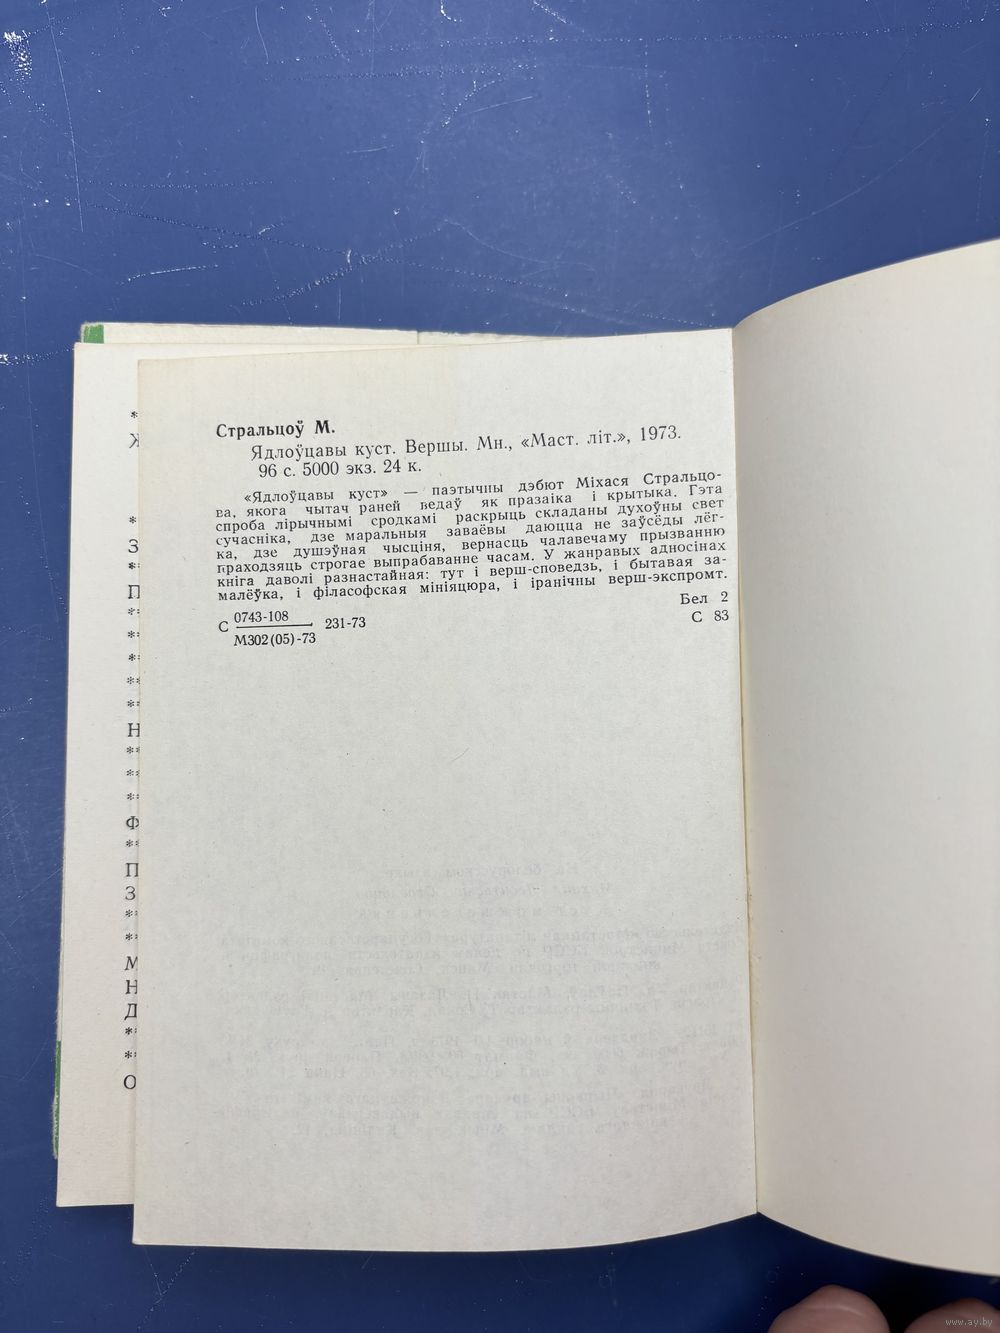 Стральцоў М.
Ядлоўцавы куст. Вершы. Мн., «Маст. літ.», 1973.
96 с. 5000 экз. 24 к.
«Ядлоўцавы куст» — паэтычны дэбют Міхася Стральцо-
ва, якога чытач раней ведаў як празаіка і крытыка. Гэта
спроба лірычнымі сродкамі раскрыць складаны духоўны свет
сучасніка, дзе маральныя заваёвы даюцца не заўсёды лёг-
ка, дзе душэўная чысціня, вернасць чалавечаму прызванню
праходзяць строгае выпрабаванне часам. У жанравых адносінах
кніга даволі разнастайная: тут і верш-споведзь, і бытавая за-
малёўка, і філасофская мініяцюра, і іранічны верш-экспромт.
С 0743-108 231-73
М302(05)-73
Бел 2
С 83
*
Ж
*
З
*
П
**
**
**
**
**
Н
**
**
**
Ф
**
П
З
**
**
М
Н
Д
**
**
О
www.ay.by